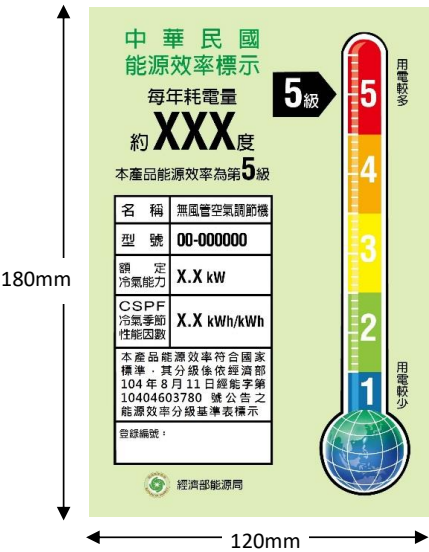 中華民國
能源效率標示
每年耗電量
約XXX度
本產品能源效率為第5級
名稱 無風管空氣調節機
型號 00-000000
額定冷氣能力 X.X kW
CSPF冷氣季節性能因數 X.X kWh/kWh
本產品能源效率符合國家
標準，其分級係依經濟部
104年8月11日經能字第
10404603780 號公告之
能源效率分級基準表標示
登錄編號：
經濟部能源局
5級
用電較多
5
4
3
2
1
用電較少
180mm
120mm